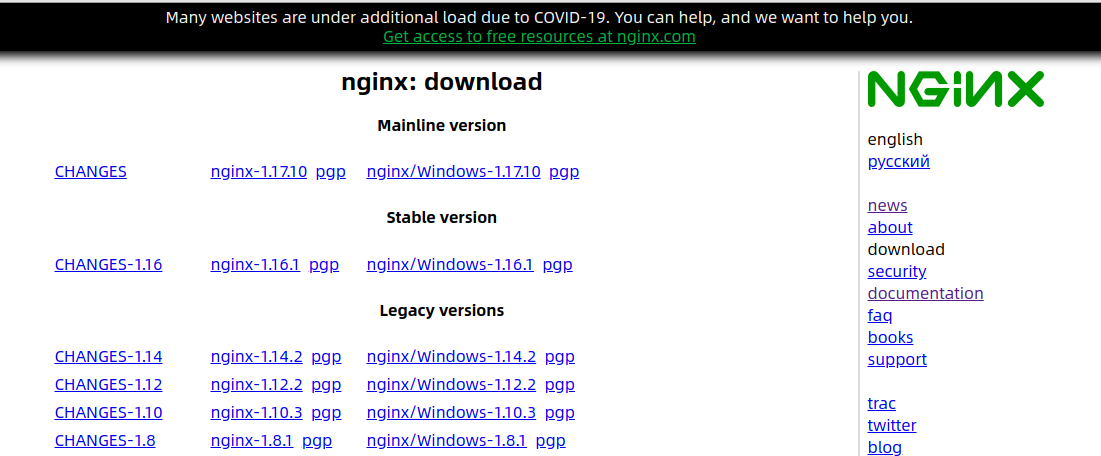 Many websites are under additional load due to COVID-19. You can help, and we want to help you.
Get access to free resources at nginx.com
nginx: download
Mainline version
CHANGES nginx-1.17.10 pgp nginx/Windows-1.17.10 pgp
Stable version
CHANGES-1.16 nginx-1.16.1 pgp nginx/Windows-1.16.1 pgp
Legacy versions
CHANGES-1.14 nginx-1.14.2 pgp nginx/Windows-1.14.2 pgp
CHANGES-1.12 nginx-1.12.2 pgp nginx/Windows-1.12.2 pgp
CHANGES-1.10 nginx-1.10.3 pgp nginx/Windows-1.10.3 pgp
CHANGES-1.8 nginx-1.8.1 pgp nginx/Windows-1.8.1 pgp
NGINX
english
русский
news
about
download
security
documentation
faq
books
support
trac
twitter
blog